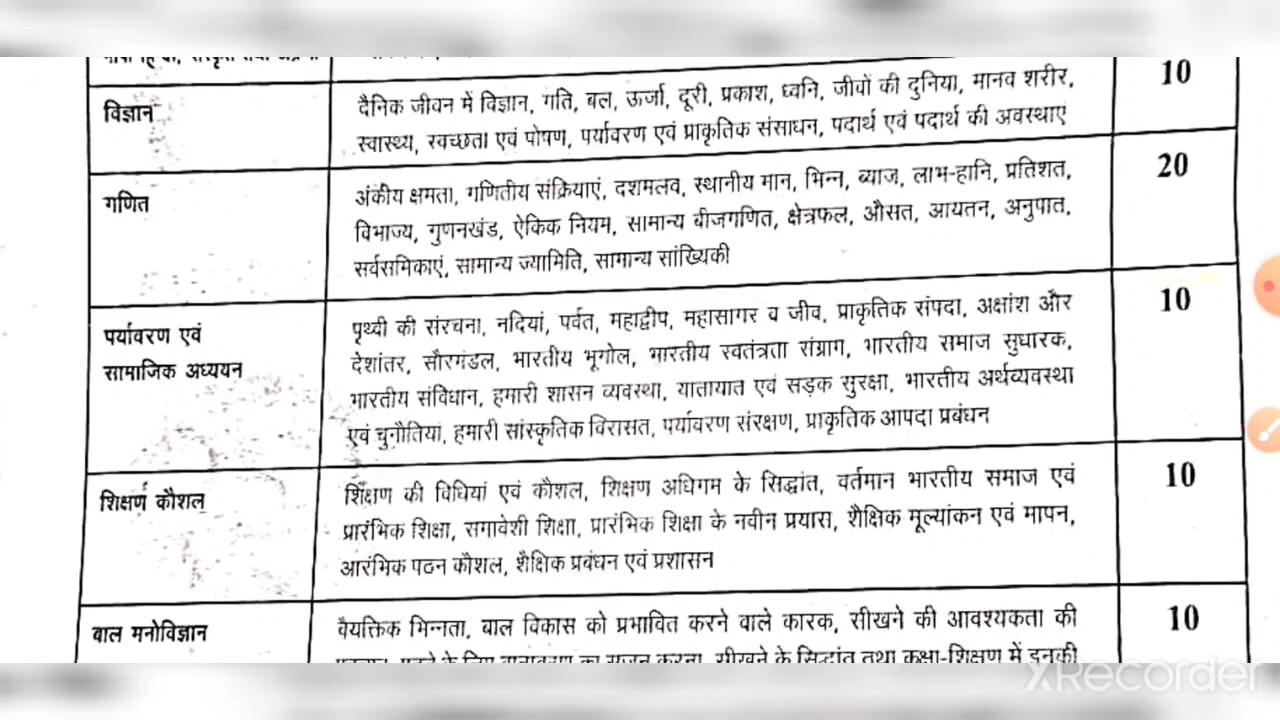 विज्ञान
दैनिक जीवन में विज्ञान, गति, बल, ऊर्जा, दूरी, प्रकाश, ध्वनि, जीवों की दुनिया, मानव शरीर,
स्वास्थ्य, स्वच्छता एवं पोषण, पर्यावरण एवं प्राकृतिक संसाधन, पदार्थ एवं पदार्थ की अवस्थाएं
10
गणित
अंकीय क्षमता, गणितीय संक्रियाएं, दशमलव, स्थानीय मान, भिन्न, ब्याज, लाभ-हानि, प्रतिशत,
विभाज्य, गुणनखंड, ऐकिक नियम, सामान्य बीजगणित, क्षेत्रफल, औसत, आयतन, अनुपात,
सर्वसमिकाएं, सामान्य ज्यामिति, सामान्य सांख्यिकी
20
पर्यावरण एवं
सामाजिक अध्ययन
पृथ्वी की संरचना, नदियां, पर्वत, महाद्वीप, महासागर व जीव, प्राकृतिक संपदा, अक्षांश और
देशांतर, सौरमंडल, भारतीय भूगोल, भारतीय स्वतंत्रता संग्राम, भारतीय समाज सुधारक,
भारतीय संविधान, हमारी शासन व्यवस्था, यातायात एवं सड़क सुरक्षा, भारतीय अर्थव्यवस्था
एवं चुनौतियां, हमारी सांस्कृतिक विरासत, पर्यावरण संरक्षण, प्राकृतिक आपदा प्रबंधन
10
शिक्षण कौशल
शिक्षण की विधियां एवं कौशल, शिक्षण अधिगम के सिद्धांत, वर्तमान भारतीय समाज एवं
प्रारंभिक शिक्षा, समावेशी शिक्षा, प्रारंभिक शिक्षा के नवीन प्रयास, शैक्षिक मूल्यांकन एवं मापन,
आरंभिक पठन कौशल, शैक्षिक प्रबंधन एवं प्रशासन
10
बाल मनोविज्ञान
वैयक्तिक भिन्नता, बाल विकास को प्रभावित करने वाले कारक, सीखने की आवश्यकता की
सीखने के सिद्धांत तथा कक्षा-शिक्षण में इनकी
10
XRecorder